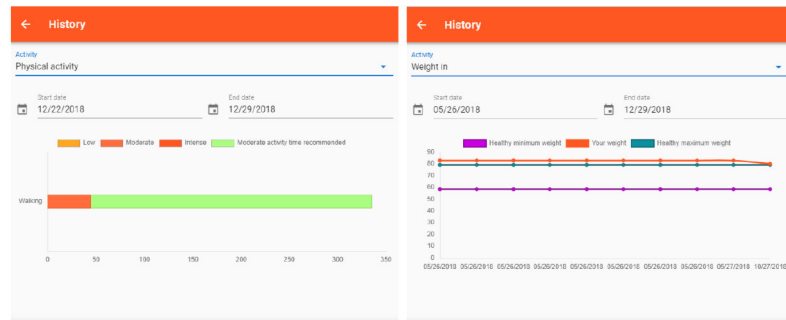 History
Activity
Physical activity
Start date
12/22/2018
End date
12/29/2018
Low Moderate Intense Moderate activity time recommended
Walking
0 50 100 150 200 250 300 350
History
Activity
Weight in
Start date
05/26/2018
End date
12/29/2018
Healthy minimum weight Your weight Healthy maximum weight
90
80
70
60
50
40
30
20
10
0
05/26/2018 05/26/2018 05/26/2018 05/26/2018 05/26/2018 05/26/2018 05/26/2018 05/26/2018 05/27/2018 10/27/2018